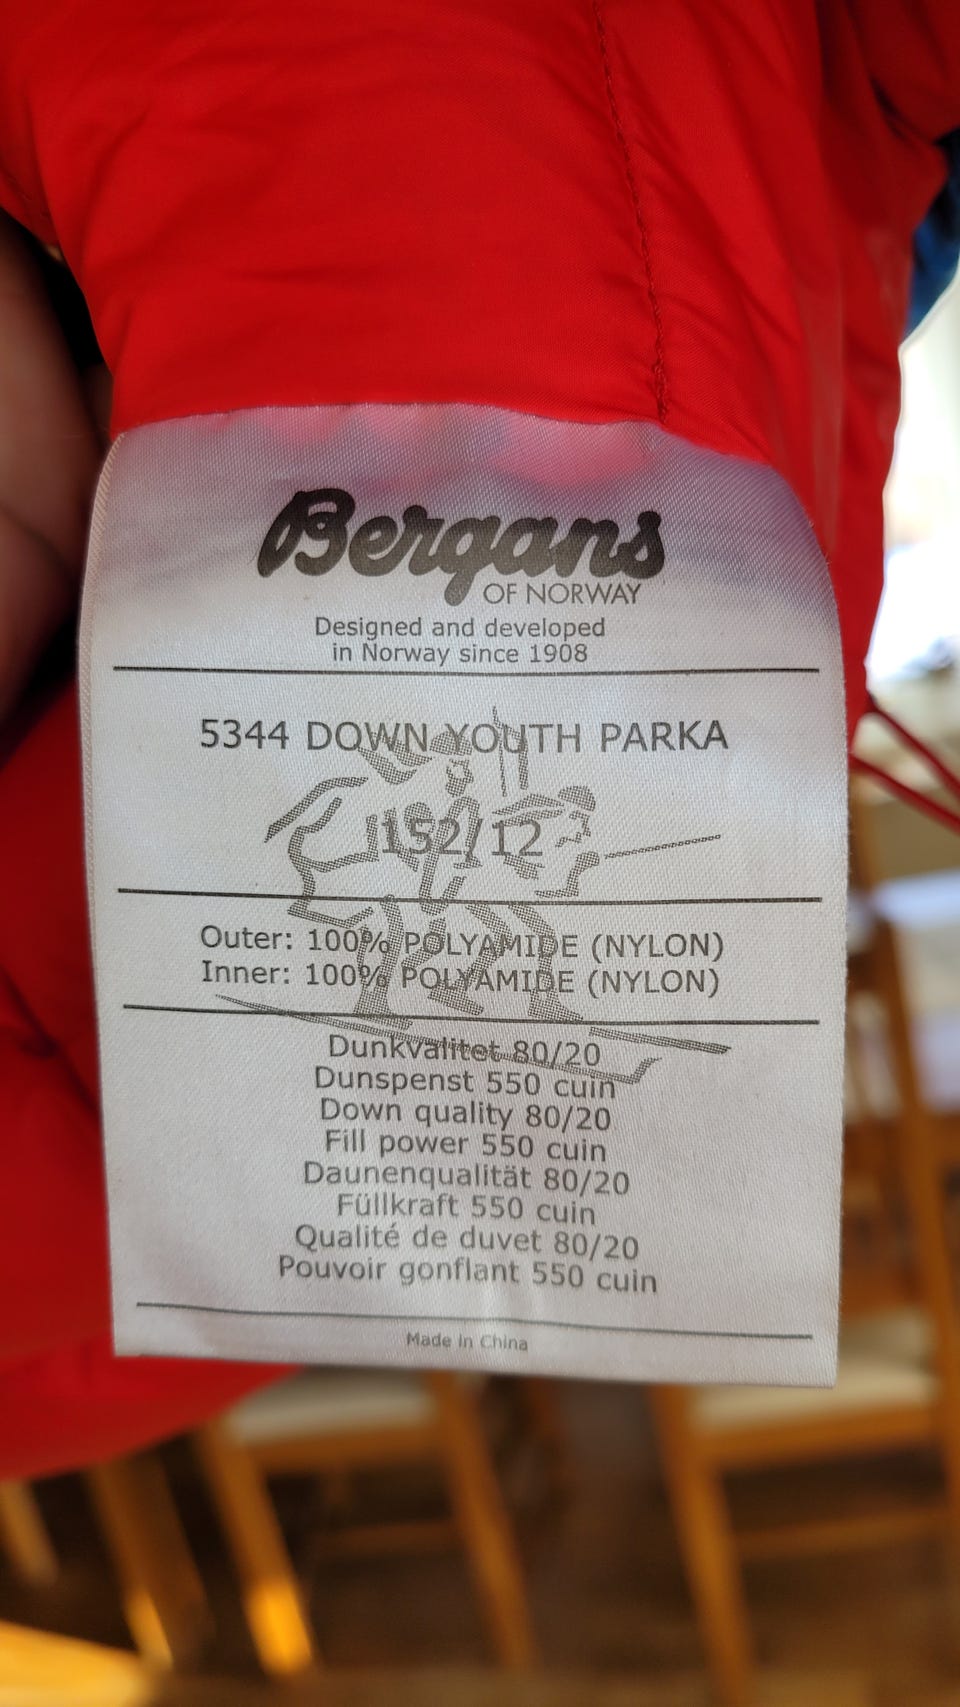 Bergans
OF NORWAY
Designed and developed
in Norway since 1908
5344 DOWN YOUTH PARKA
152/12
Outer: 100% POLYAMIDE (NYLON)
Inner: 100% POLYAMIDE (NYLON)
Dunkvalitet 80/20
Dunspenst 550 cuin
Down quality 80/20
Fill power 550 cuin
Daunenqualität 80/20
Füllkraft 550 cuin
Qualité de duvet 80/20
Pouvoir gonflant 550 cuin
Made in China